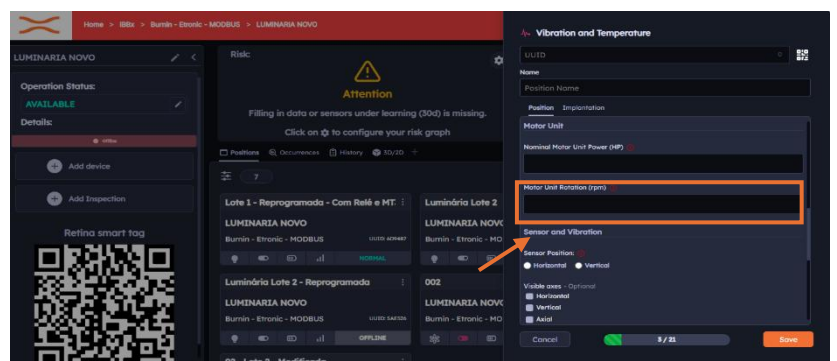 Home > IBBx > Burnin - Etronic - MODBUS > LUMINARIA NOVO
LUMINARIA NOVO
Operation Status:
AVAILABLE
Details:
offline
Add device
Add Inspection
Retina smart tag
Risk:
Attention
Filling in data or sensors under learning (30d) is missing.
Click on to configure your risk graph
Positions Occurrences History 3D/2D +
7
Lote 1 - Reprogramada - Com Relé e MT
LUMINARIA NOVO
Burnin - Etronic - MODBUS
NORMAL
Luminária Lote 2
LUMINARIA NOVO
Burnin - Etronic - MO
Luminária Lote 2 - Reprogramada
LUMINARIA NOVO
Burnin - Etronic - MODBUS
OFFLINE
002
LUMINARIA NOVO
Burnin - Etronic - MO
Vibration and Temperature
UUID
Name
Position Name
Position Implantation
Motor Unit
Nominal Motor Unit Power (HP)
Motor Unit Rotation (rpm)
Sensor and Vibration
Sensor Position:
Horizontal Vertical
Visible axes - Optional
Horizontal
Vertical
Axial
Cancel
3 / 21
Save